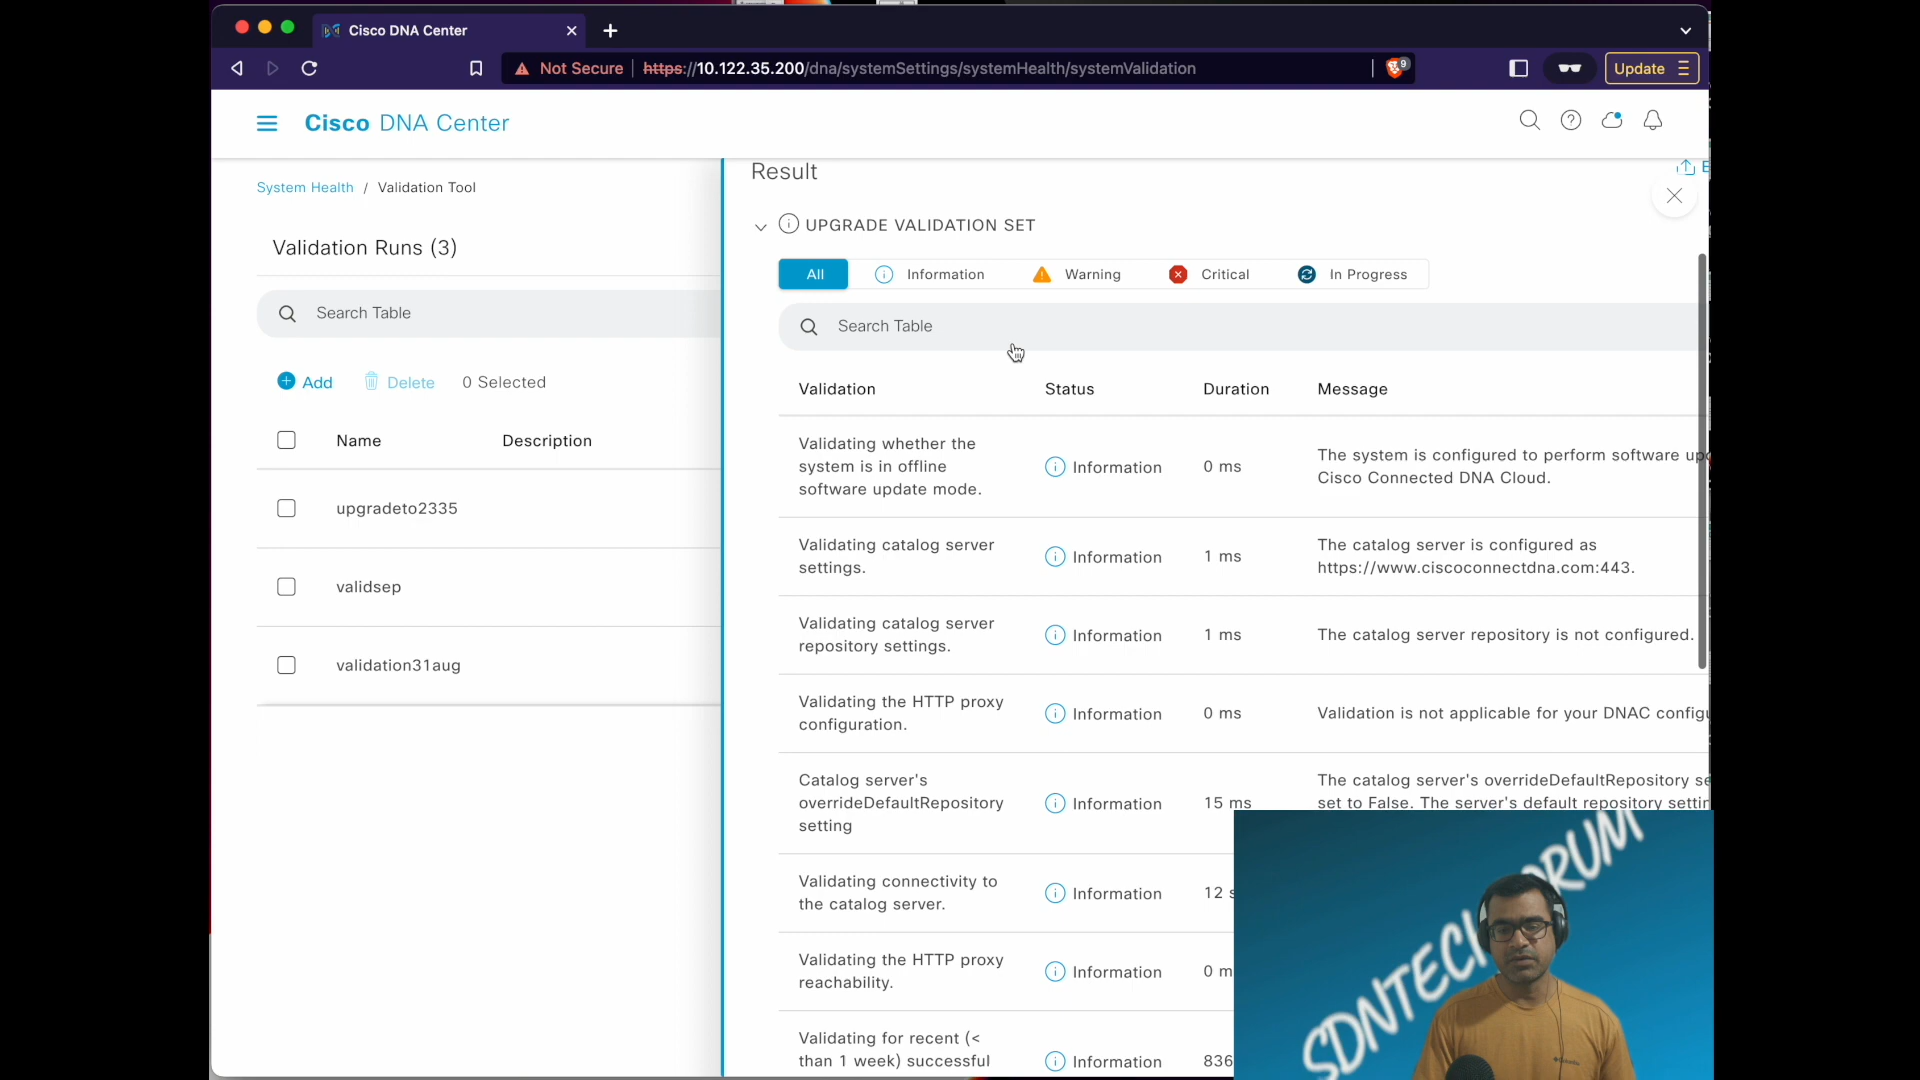 Cisco DNA Center
Not Secure https://10.122.35.200/dna/systemSettings/systemHealth/systemValidation
9
Update
Cisco DNA Center
System Health / Validation Tool
Validation Runs (3)
Search Table
Add Delete 0 Selected
Name Description
upgradeto2335
validsep
validation31aug
Result
UPGRADE VALIDATION SET
All Information Warning Critical In Progress
Search Table
Validation Status Duration Message
Validating whether the
system is in offline
software update mode.
Information 0 ms
The system is configured to perform software up
Cisco Connected DNA Cloud.
Validating catalog server
settings.
Information 1 ms
The catalog server is configured as
https://www.ciscoconnectdna.com:443.
Validating catalog server
repository settings.
Information 1 ms
The catalog server repository is not configured.
Validating the HTTP proxy
configuration.
Information 0 ms
Validation is not applicable for your DNAC config
Catalog server's
overrideDefaultRepository
setting
Information 15 ms
The catalog server's overrideDefaultRepository se
set to False. The server's default repository settin
Validating connectivity to
the catalog server.
Information 12 s
Validating the HTTP proxy
reachability.
Information 0 m
Validating for recent (<
than 1 week) successful
Information 836
SDNTECHFORUM
Columbia